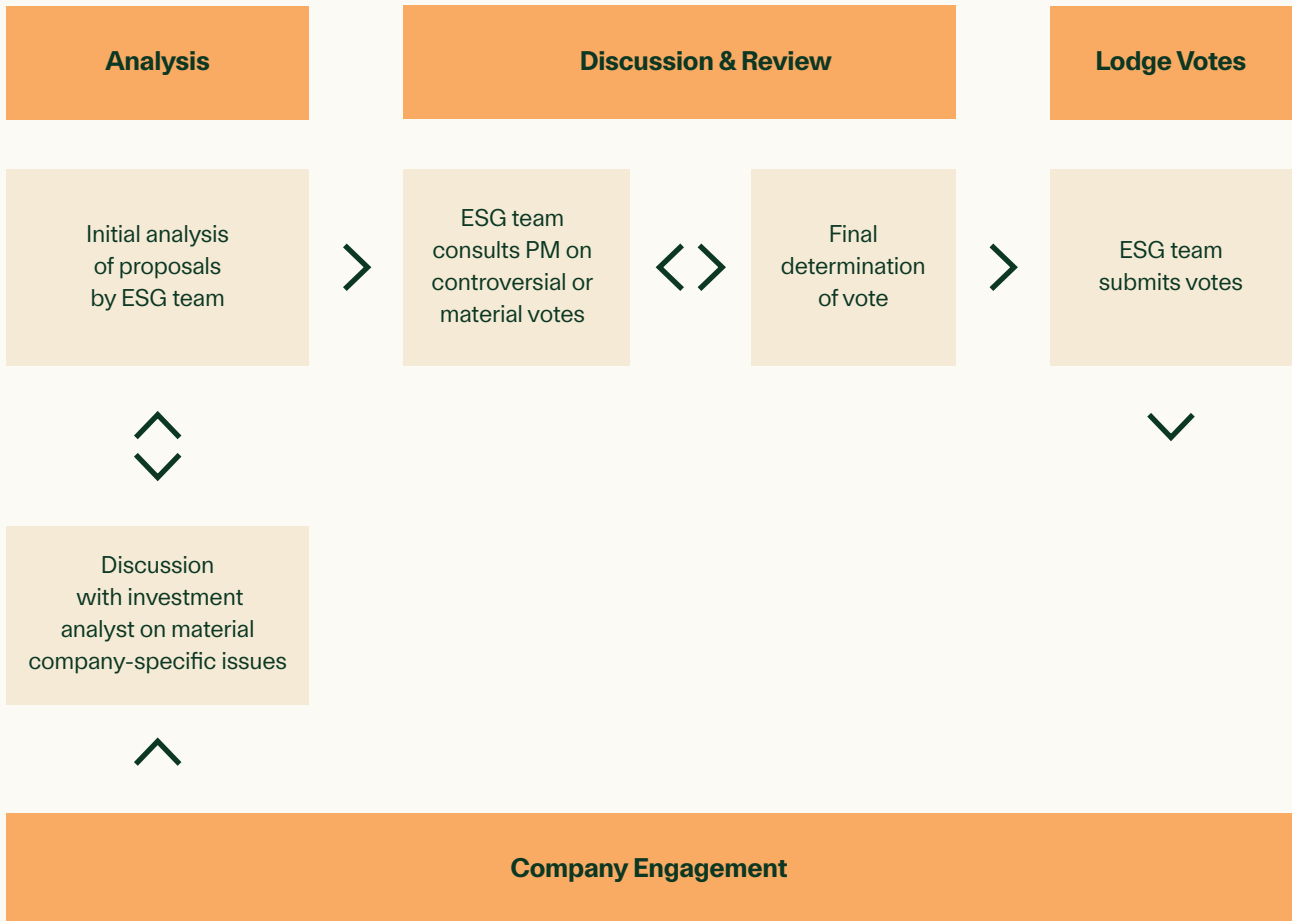 Analysis
Discussion & Review
Lodge Votes
Initial analysis
of proposals
by ESG team
ESG team
consults PM on
controversial or
material votes
Final
determination
of vote
ESG team
submits votes
Discussion
with investment
analyst on material
company-specific issues
Company Engagement